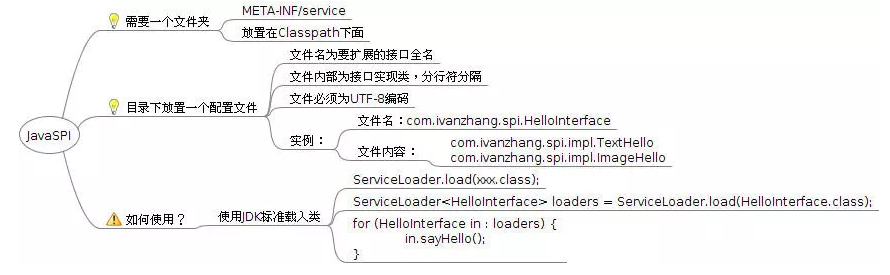 JavaSPI
需要一个文件夹
META-INF/service
放置在Classpath下面
目录下放置一个配置文件
文件名为要扩展的接口全名
文件内部为接口实现类，分行符分隔
文件必须为UTF-8编码
实例：
文件名：com.ivanzhang.spi.HelloInterface
文件内容：
com.ivanzhang.spi.impl.TextHello
com.ivanzhang.spi.impl.ImageHello
如何使用？
使用JDK标准载入类
ServiceLoader.load(xxx.class);
ServiceLoader<HelloInterface> loaders = ServiceLoader.load(HelloInterface.class);
for (HelloInterface in : loaders) {
in.sayHello();
}